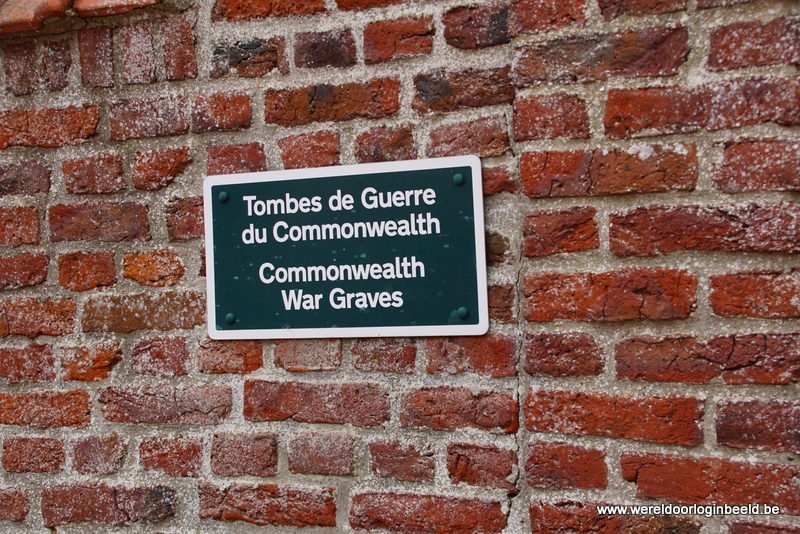 Tombes de Guerre
du Commonwealth
Commonwealth
War Graves
www.wereldoorloginbeeld.be